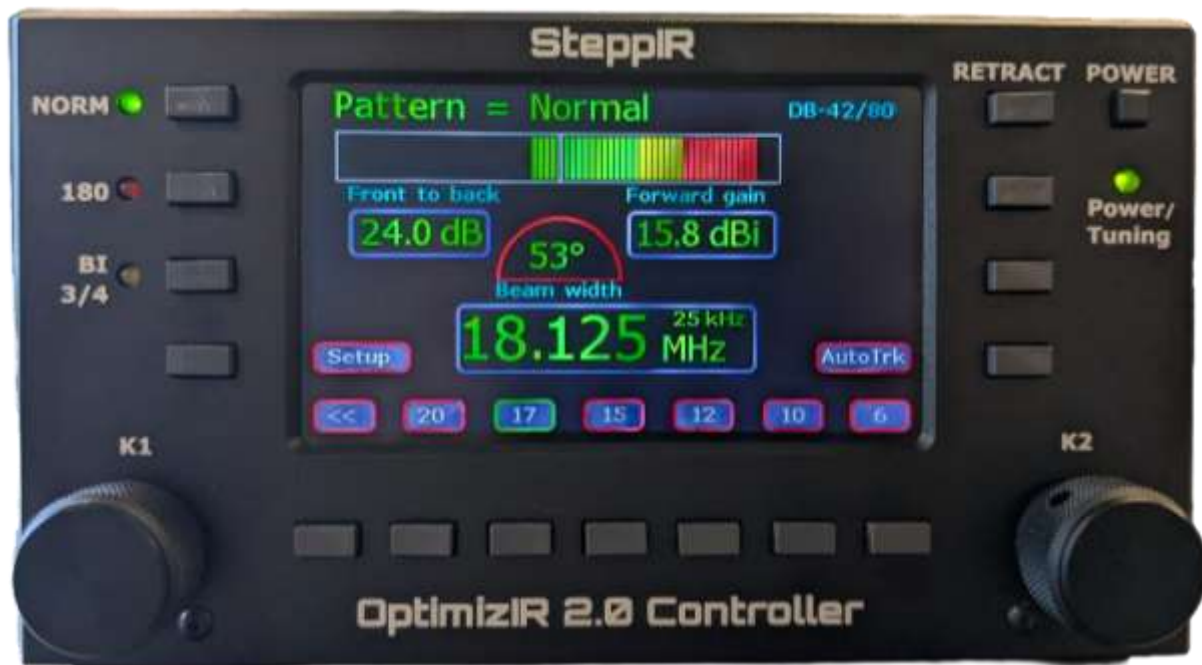 SteppIR
RETRACT POWER
NORM
Pattern = Normal
DB-42/80
180
Front to back
Forward gain
24.0 dB
15.8 dBi
53°
Beam width
Power/
Tuning
BI
3/4
18.125 MHz
25 kHz
Setup
AutoTrk
<< 20 17 15 12 10 6
K1
K2
OptimizIR 2.0 Controller